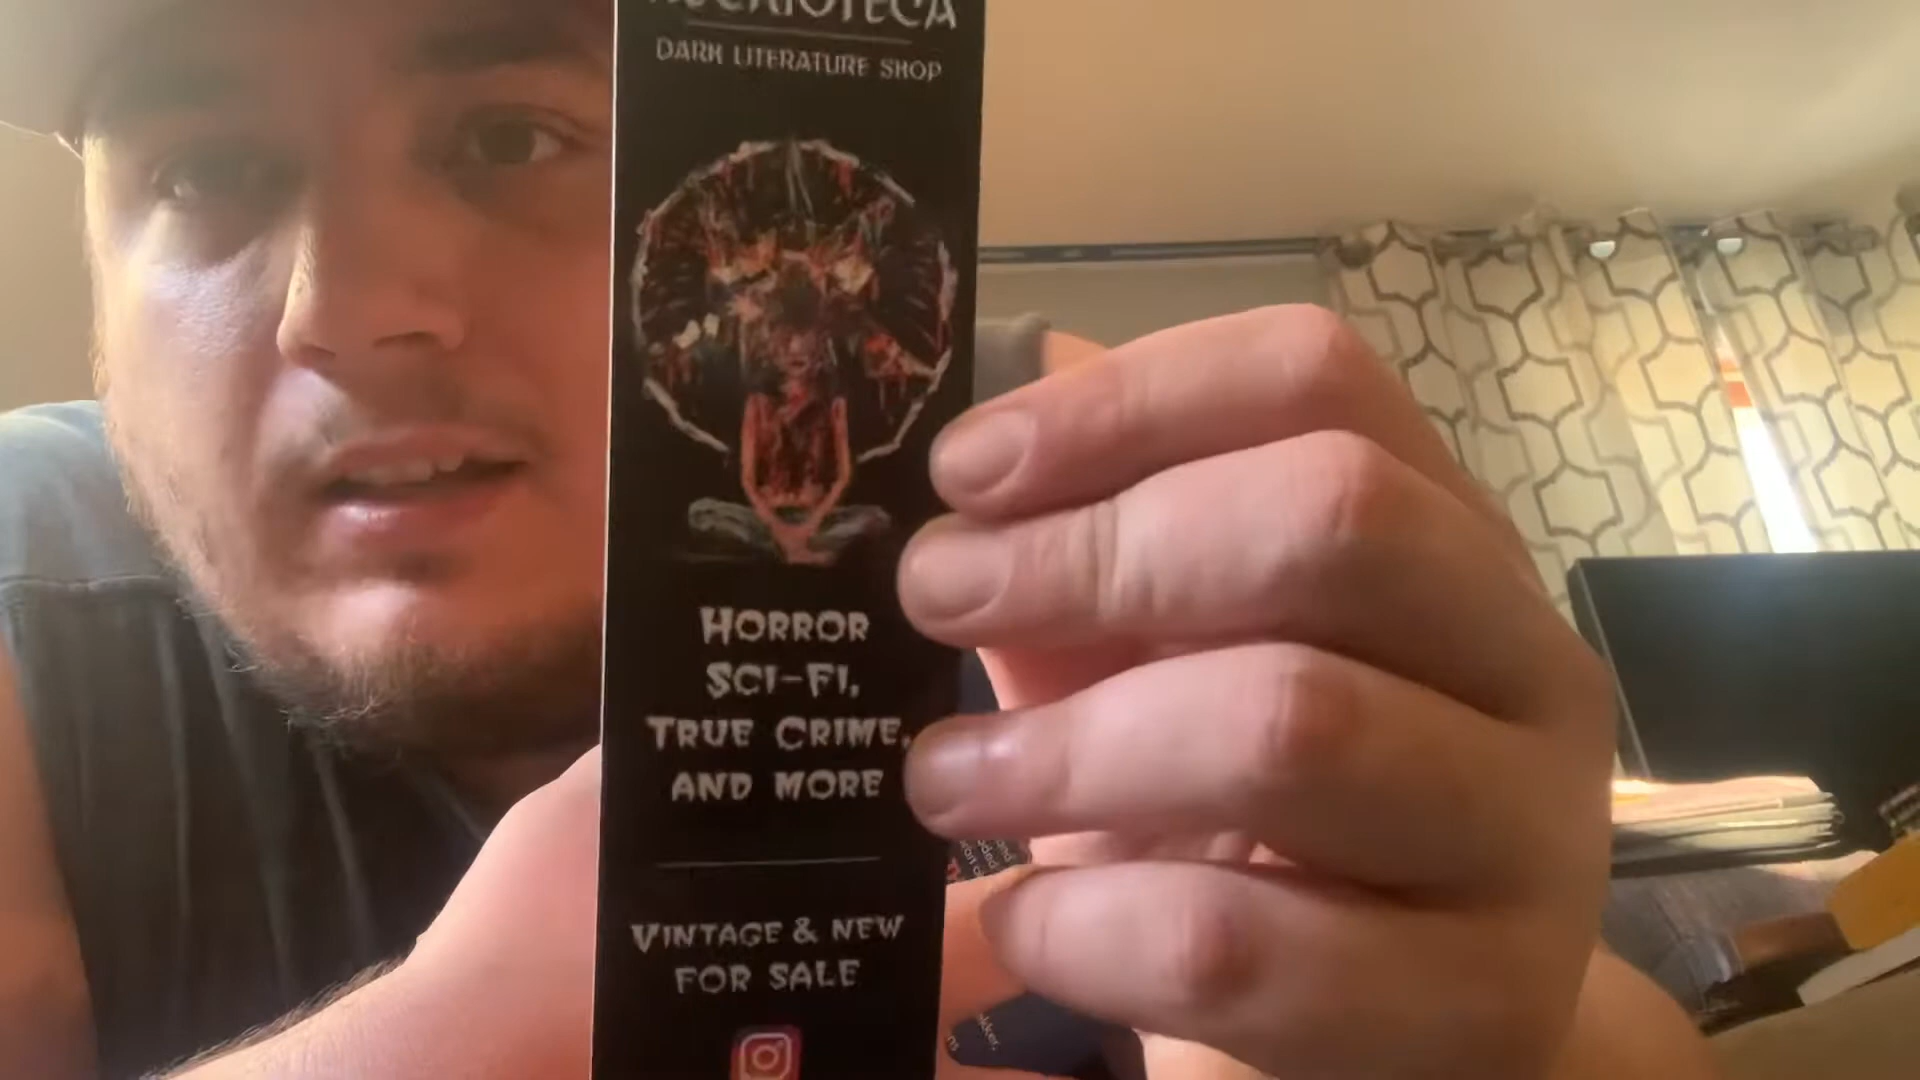 DARK LITERATURE SHOP
HORROR
SCI-FI,
TRUE CRIME,
AND MORE
VINTAGE & NEW
FOR SALE